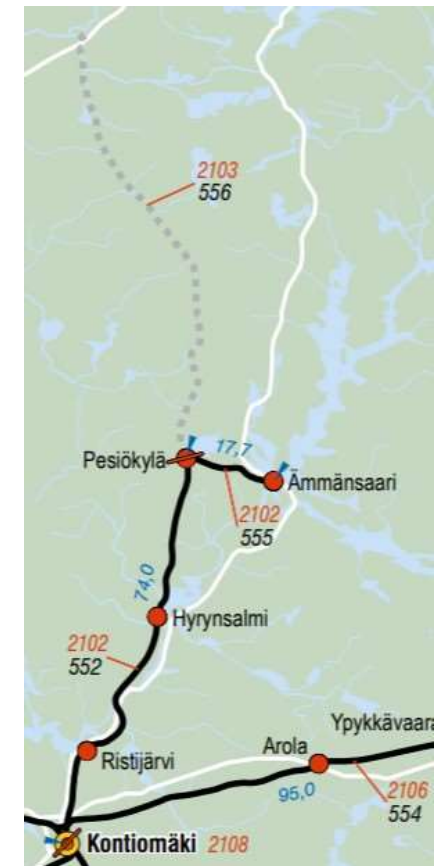 2103
556
Pesiökylä
17,7
Ämmänsaari
2102
555
74,0
Hyrynsalmi
2102
552
Ypykkävaara
Arola
Ristijärvi
95,0
2106
554
Kontiomäki 2108